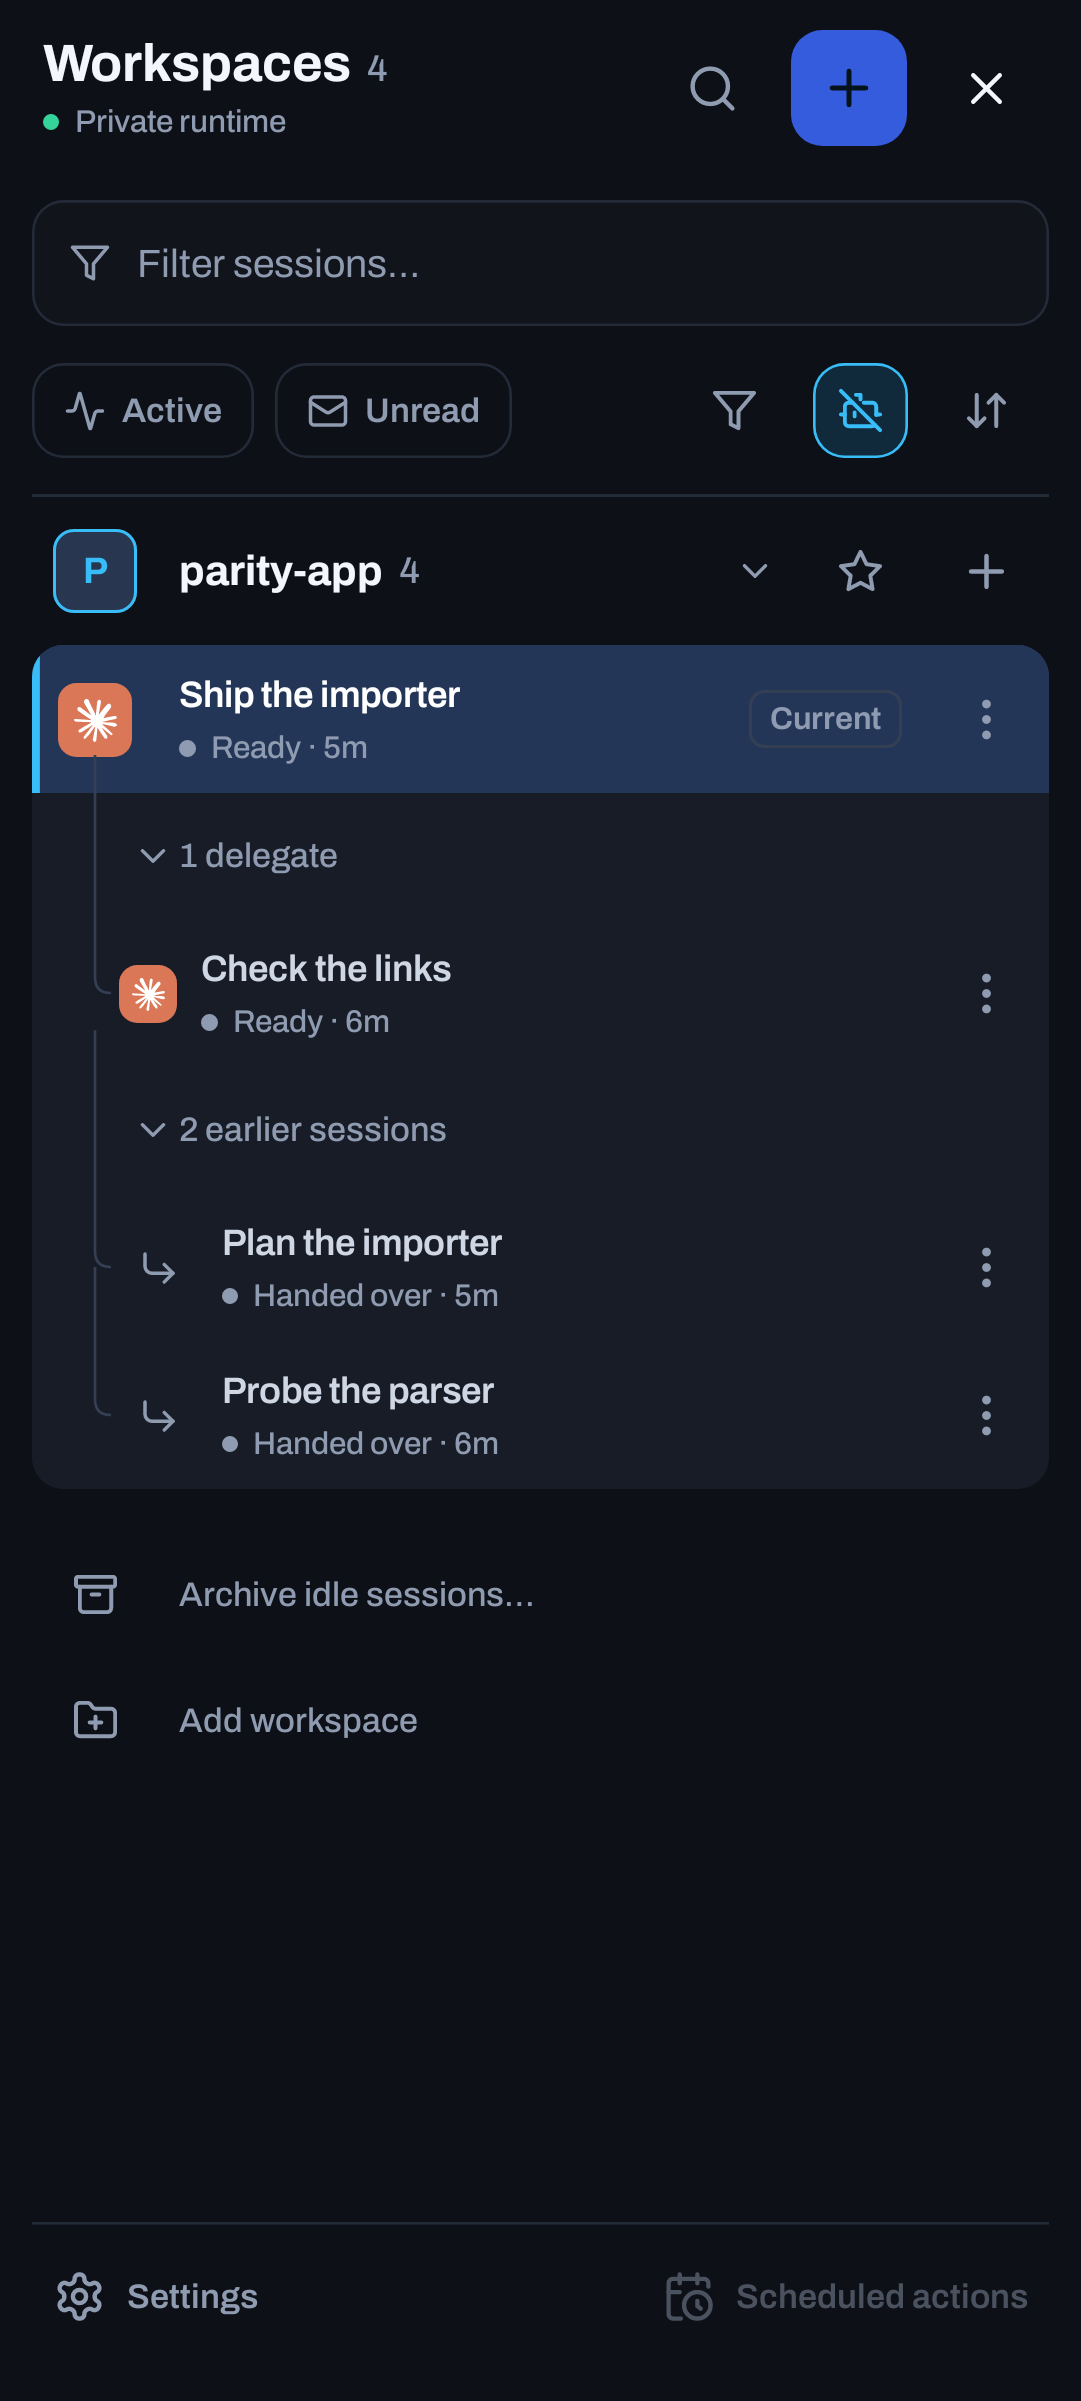 Workspaces 4
Private runtime
Filter sessions...
Active
Unread
P
parity-app 4
Ship the importer
Ready · 5m
Current
1 delegate
Check the links
Ready · 6m
2 earlier sessions
Plan the importer
Handed over · 5m
Probe the parser
Handed over · 6m
Archive idle sessions...
Add workspace
Settings
Scheduled actions